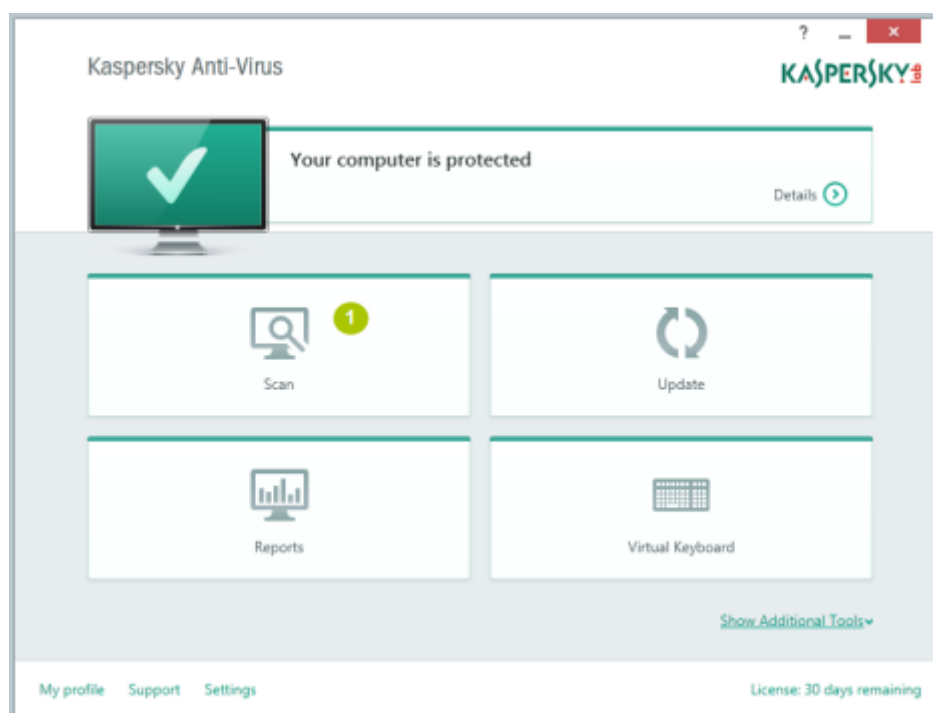 ? _ ×
Kaspersky Anti-Virus
KASPERSKY lab
Your computer is protected
Details
1
Scan
Update
Reports
Virtual Keyboard
Show Additional Tools
My profile Support Settings
License: 30 days remaining